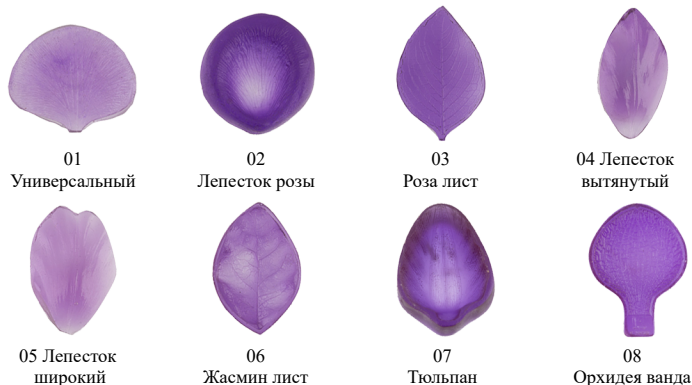 01
Универсальный
02
Лепесток розы
03
Роза лист
04 Лепесток
вытянутый
05 Лепесток
широкий
06
Жасмин лист
07
Тюльпан
08
Орхидея ванда